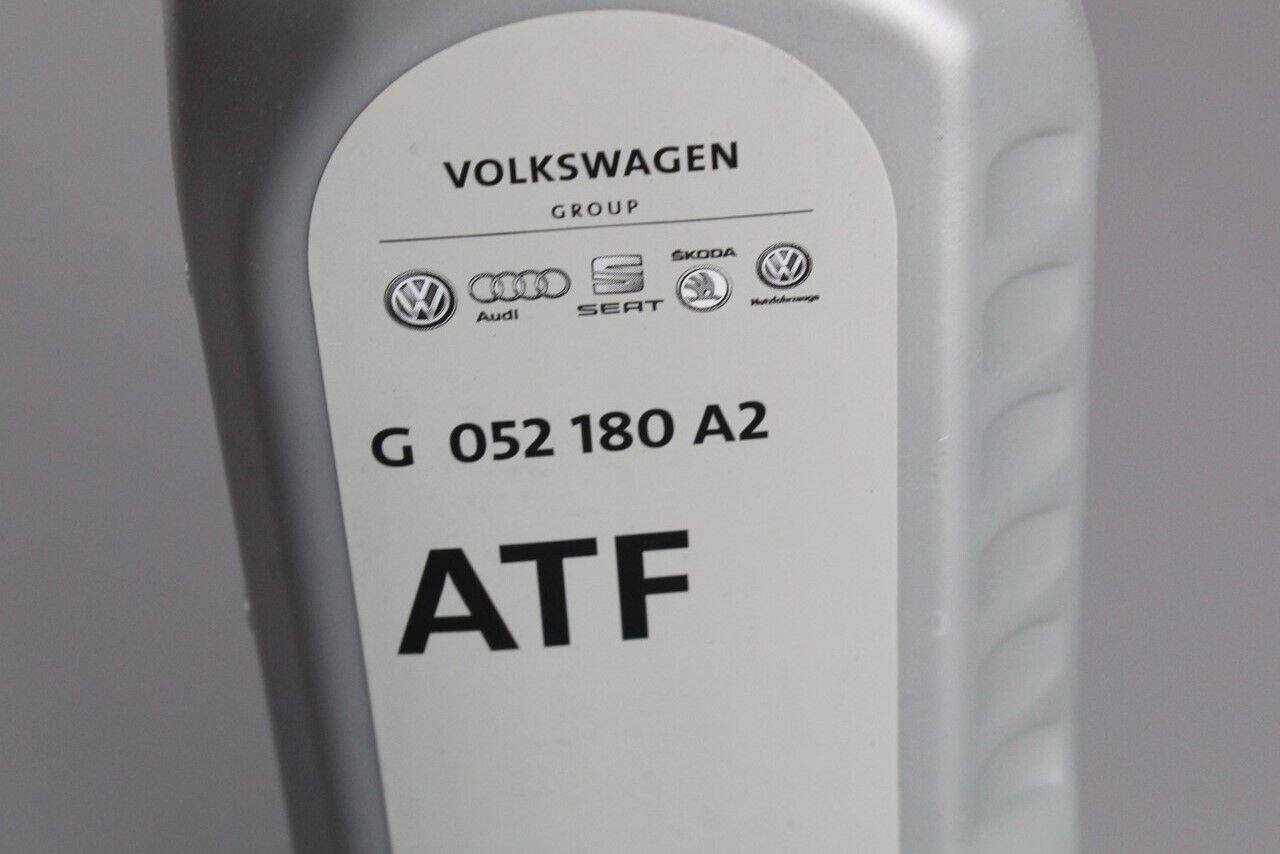 VOLKSWAGEN
GROUP
Audi SEAT ŠKODA Nutzfahrzeuge
G 052 180 A2
ATF